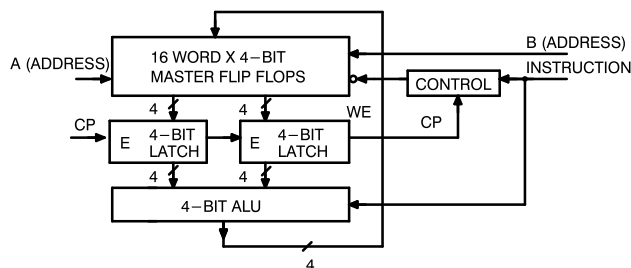 B (ADDRESS)
A (ADDRESS)
16 WORD X 4-BIT
MASTER FLIP FLOPS
INSTRUCTION
CONTROL
4
4
WE
CP
CP
E
4-BIT
LATCH
E
4-BIT
LATCH
4
4
4-BIT ALU
4